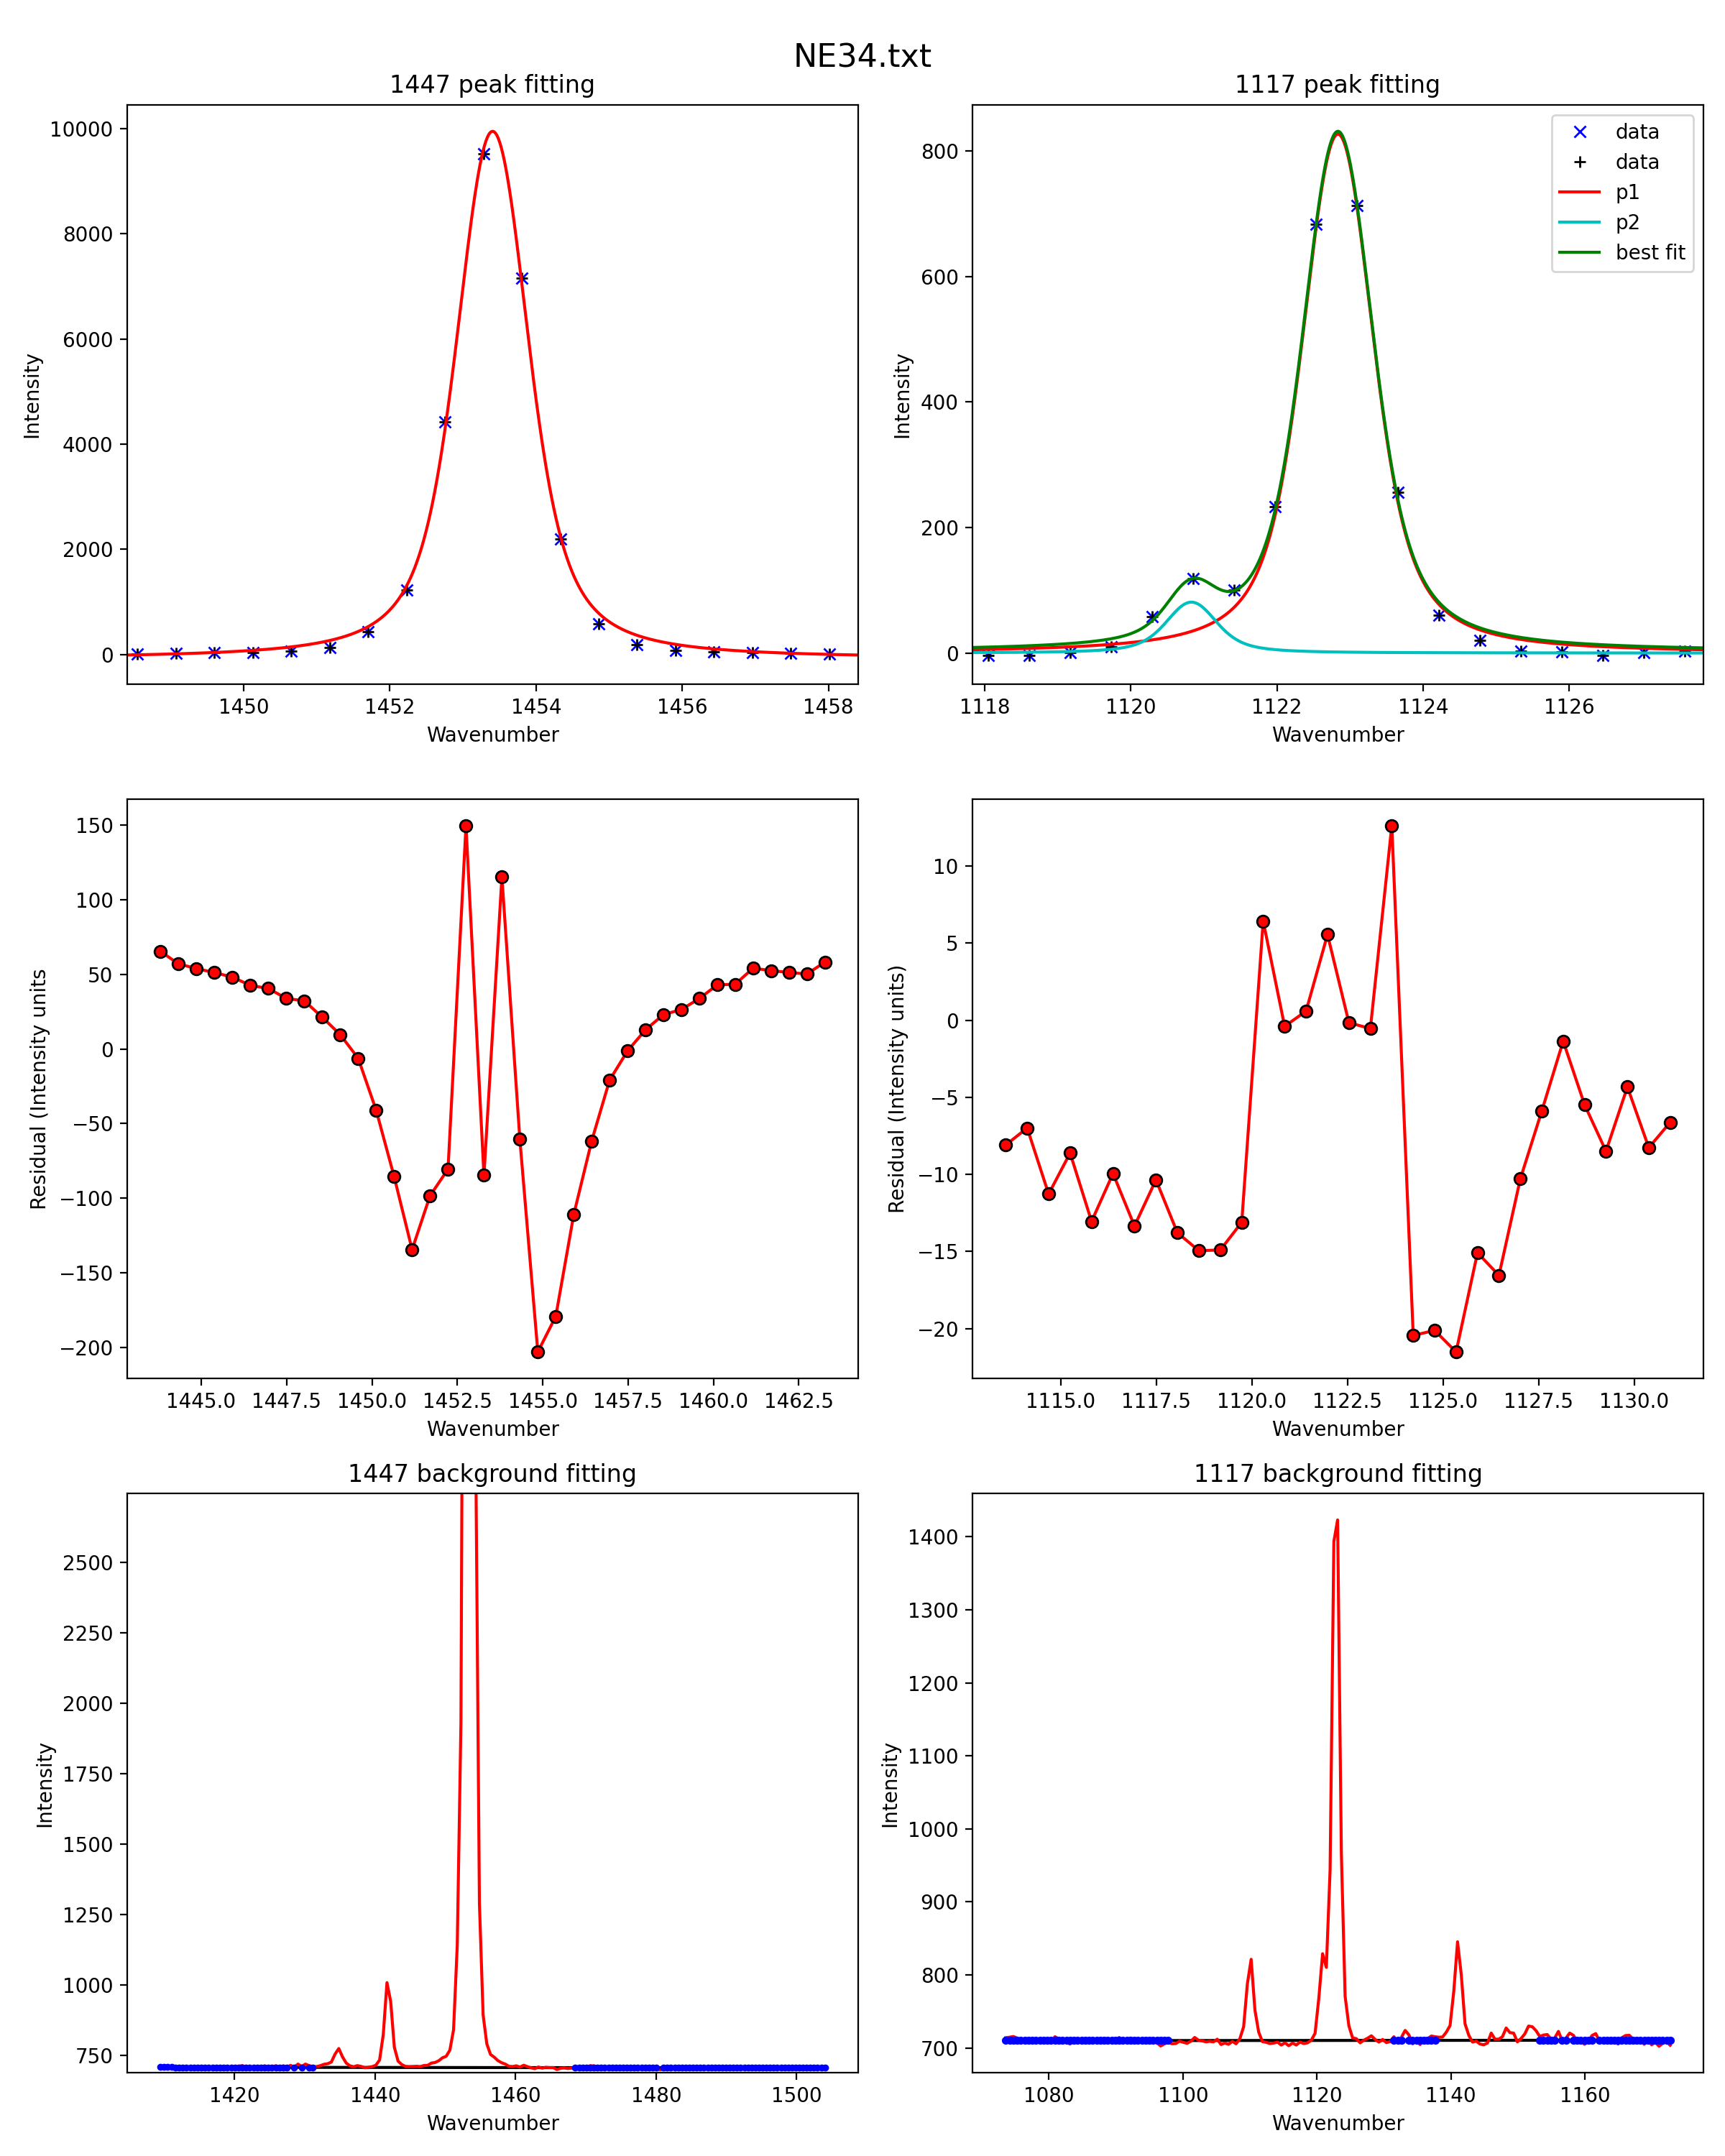 NE34.txt
1447 peak fitting
10000
8000
6000
4000
2000
0
Intensity
1450 1452 1454 1456 1458
Wavenumber
1117 peak fitting
800
600
400
200
0
Intensity
data
data
p1
p2
best fit
1118 1120 1122 1124 1126
Wavenumber
150
100
50
0
−50
−100
−150
−200
Residual (Intensity units
1445.0 1447.5 1450.0 1452.5 1455.0 1457.5 1460.0 1462.5
Wavenumber
10
5
0
−5
−10
−15
−20
Residual (Intensity units)
1115.0 1117.5 1120.0 1122.5 1125.0 1127.5 1130.0
Wavenumber
1447 background fitting
2500
2250
2000
1750
1500
1250
1000
750
Intensity
1420 1440 1460 1480 1500
Wavenumber
1117 background fitting
1400
1300
1200
1100
1000
900
800
700
Intensity
1080 1100 1120 1140 1160
Wavenumber